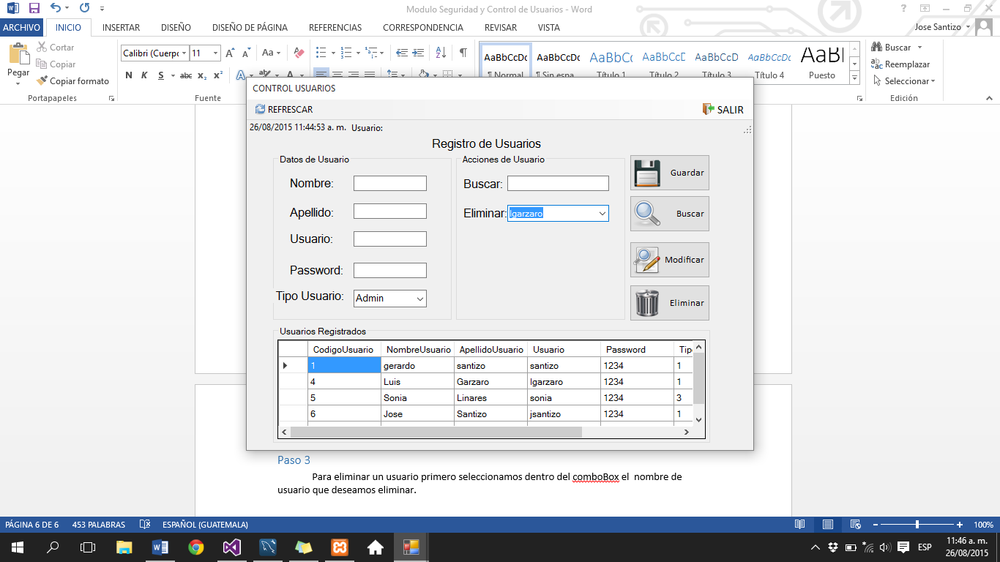 Modulo Seguridad y Control de Usuarios - Word
ARCHIVO INICIO INSERTAR DISEÑO DISEÑO DE PÁGINA REFERENCIAS CORRESPONDENCIA REVISAR VISTA Jose Santizo
Pegar
Cortar
Copiar
Copiar formato
Portapapeles
Calibri (Cuerpo 11
N K S abc x₂ x²
Fuente
AaBbCcDc AaBbCcDc AaBbCc AaBbCcD AaBbCcD AaBbCcDc AaBbI
¶ Normal ¶ Sin espa... Título 1 Título 2 Título 3 Título 4 Puesto
Buscar
Reemplazar
Seleccionar
Edición
CONTROL USUARIOS
REFRESCAR SALIR
26/08/2015 11:44:53 a. m. Usuario:
Registro de Usuarios
Datos de Usuario
Nombre:
Apellido:
Usuario:
Password:
Tipo Usuario: Admin
Acciones de Usuario
Buscar:
Eliminar: lgarzaro
Guardar
Buscar
Modificar
Eliminar
Usuarios Registrados
CodigoUsuario NombreUsuario ApellidoUsuario Usuario Password Tip
1 gerardo santizo santizo 1234 1
4 Luis Garzaro lgarzaro 1234 1
5 Sonia Linares sonia 1234 3
6 Jose Santizo jsantizo 1234 1
Paso 3
Para eliminar un usuario primero seleccionamos dentro del comboBox el nombre de
usuario que deseamos eliminar.
PÁGINA 6 DE 6 453 PALABRAS ESPAÑOL (GUATEMALA) 100%
ESP 11:46 a. m.
26/08/2015